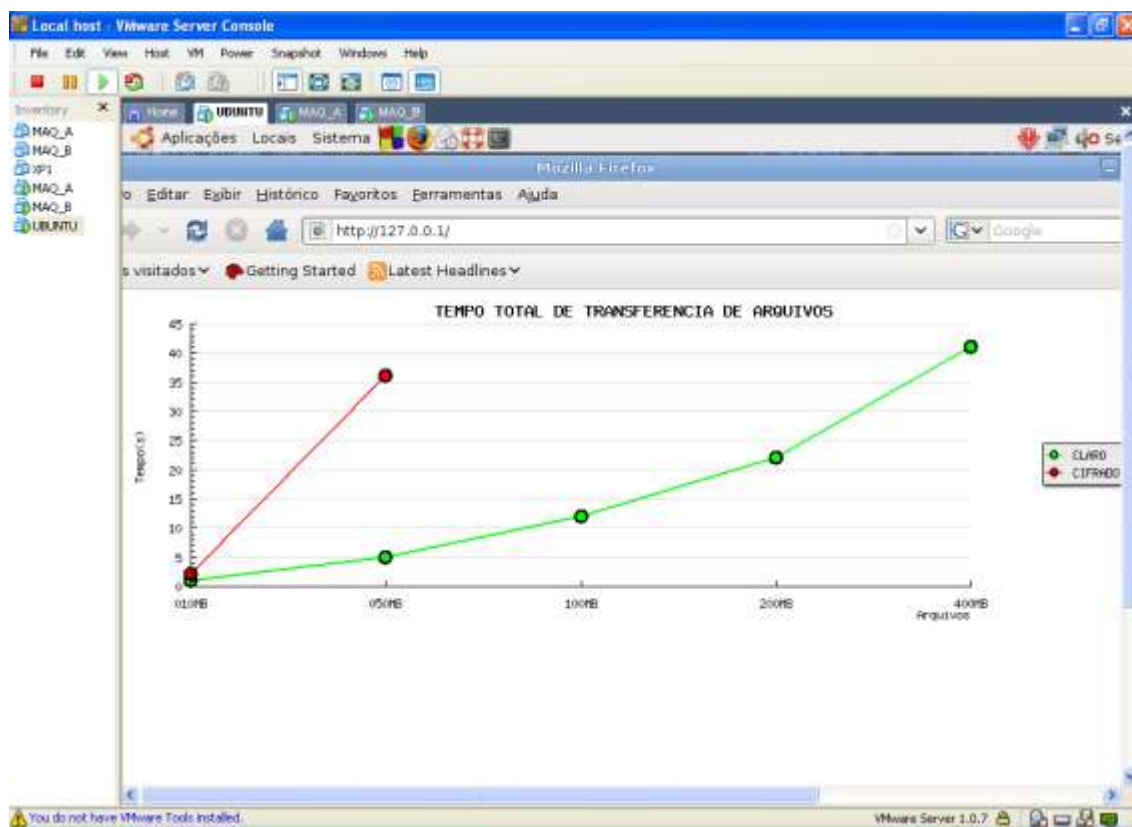 Local host - VMware Server Console
File Edit View Host VM Power Snapshot Windows Help
Inventory
Home UBUNTU MAQ_A MAQ_B
MAQ_A
MAQ_B
XP1
MAQ_A
MAQ_B
UBUNTU
Aplicações Locais Sistema
Mozilla Firefox
Editar Exibir Histórico Favoritos Ferramentas Ajuda
http://127.0.0.1/
Google
s visitados Getting Started Latest Headlines
TEMPO TOTAL DE TRANSFERENCIA DE ARQUIVOS
Tempo(s)
45
40
35
30
25
20
15
10
5
0
010MB 050MB 100MB 200MB 400MB
Arquivos
CLARO
CIFRADO
You do not have VMware Tools installed.
VMware Server 1.0.7